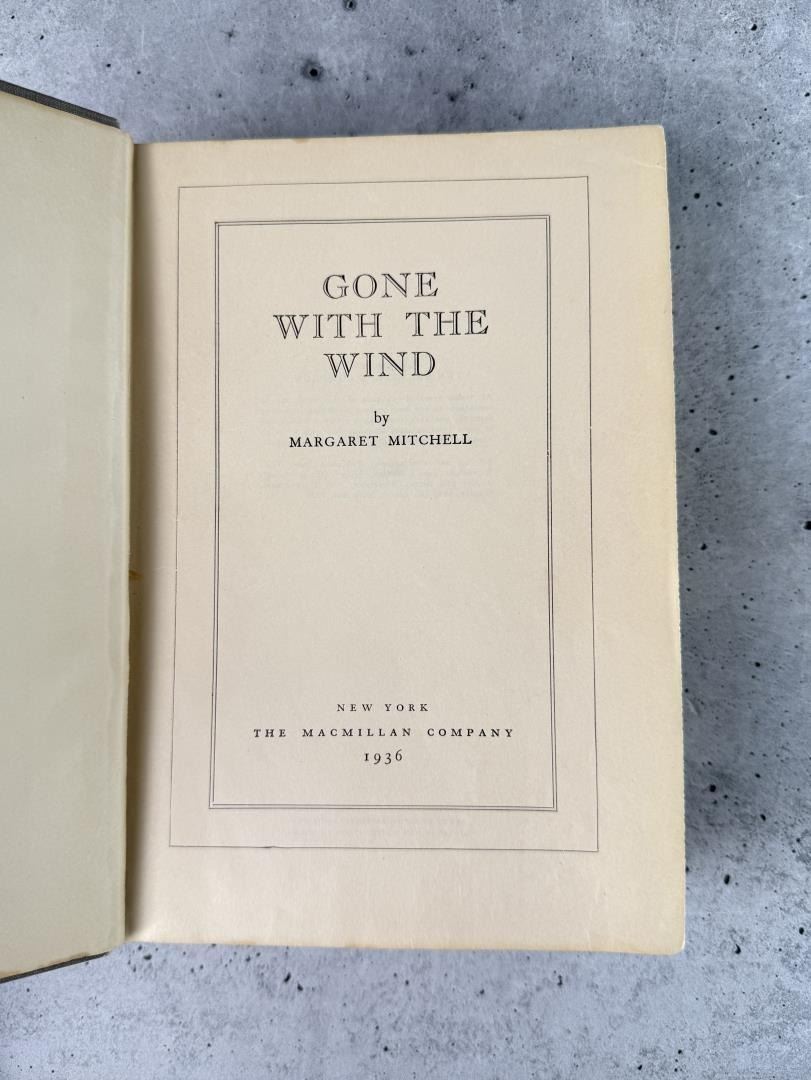 GONE
WITH THE
WIND
by
MARGARET MITCHELL
NEW YORK
THE MACMILLAN COMPANY
1936